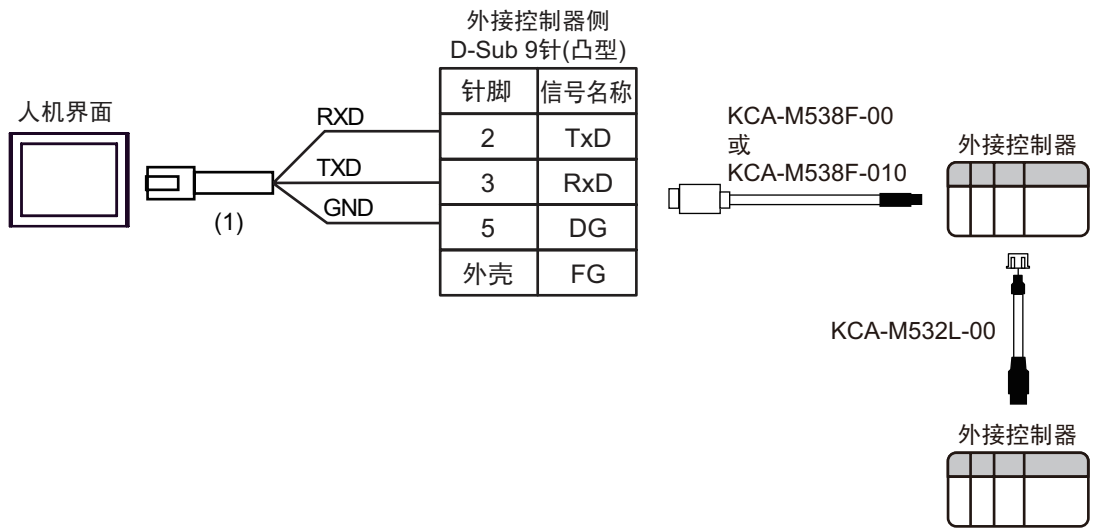 外接控制器侧
D-Sub 9针(凸型)
针脚 信号名称
2 TxD
3 RxD
5 DG
外壳 FG
人机界面
RXD
TXD
GND
(1)
KCA-M538F-00
或
KCA-M538F-010
外接控制器
KCA-M532L-00
外接控制器